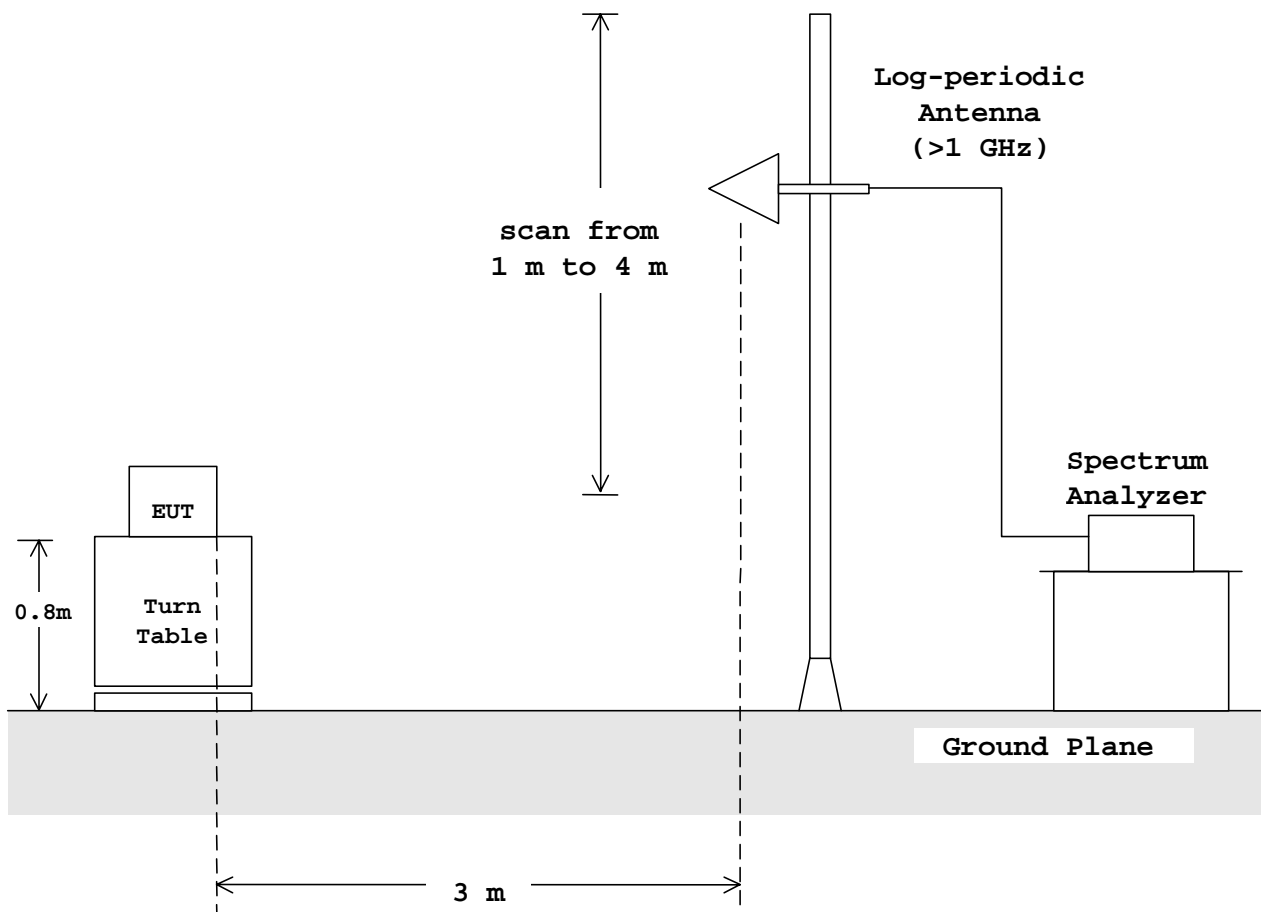 Log-periodic
Antenna
(>1 GHz)
scan from
1 m to 4 m
Spectrum
Analyzer
EUT
0.8m
Turn
Table
Ground Plane
3 m